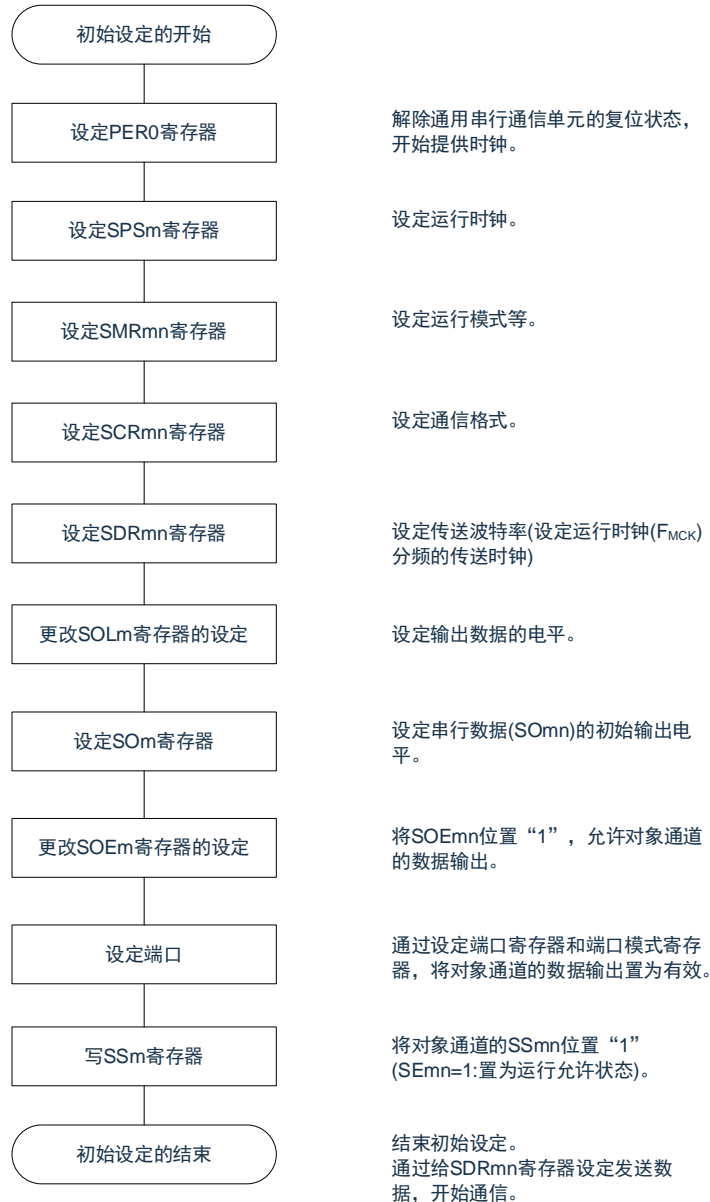 初始设定的开始
设定PER0寄存器
解除通用串行通信单元的复位状态，
开始提供时钟。
设定SPSm寄存器
设定运行时钟。
设定SMRmn寄存器
设定运行模式等。
设定SCRmn寄存器
设定通信格式。
设定SDRmn寄存器
设定传送波特率(设定运行时钟(FMCK)
分频的传送时钟)
更改SOLm寄存器的设定
设定输出数据的电平。
设定SOm寄存器
设定串行数据(SOmn)的初始输出电
平。
更改SOEm寄存器的设定
将SOEmn位置“1”，允许对象通道
的数据输出。
设定端口
通过设定端口寄存器和端口模式寄存
器，将对象通道的数据输出置为有效。
写SSm寄存器
将对象通道的SSmn位置“1”
(SEmn=1:置为运行允许状态)。
初始设定的结束
结束初始设定。
通过给SDRmn寄存器设定发送数
据，开始通信。